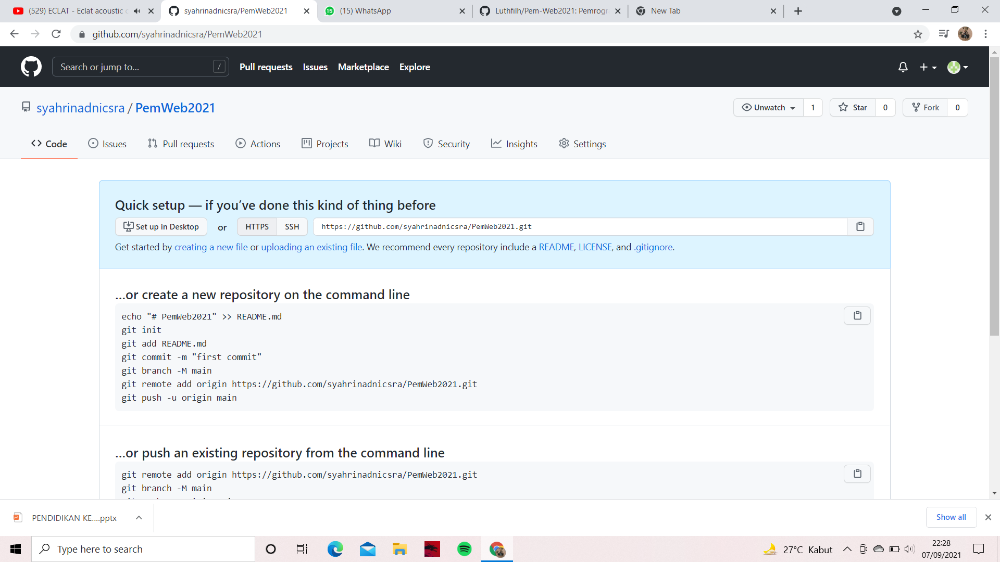 (529) ECLAT - Eclat acoustic
syahrinadnicsra/PemWeb2021
(15) WhatsApp
Luthfilh/Pem-Web2021: Pemrogr
New Tab
github.com/syahrinadnicsra/PemWeb2021
Search or jump to... /
Pull requests Issues Marketplace Explore
syahrinadnicsra / PemWeb2021
Unwatch 1 Star 0 Fork 0
Code Issues Pull requests Actions Projects Wiki Security Insights Settings
Quick setup — if you’ve done this kind of thing before
Set up in Desktop or HTTPS SSH https://github.com/syahrinadnicsra/PemWeb2021.git
Get started by creating a new file or uploading an existing file. We recommend every repository include a README, LICENSE, and .gitignore.
…or create a new repository on the command line
echo "# PemWeb2021" >> README.md
git init
git add README.md
git commit -m "first commit"
git branch -M main
git remote add origin https://github.com/syahrinadnicsra/PemWeb2021.git
git push -u origin main
…or push an existing repository from the command line
git remote add origin https://github.com/syahrinadnicsra/PemWeb2021.git
git branch -M main
PENDIDIKAN KE....pptx
Show all
Type here to search
27°C Kabut
22:28
07/09/2021